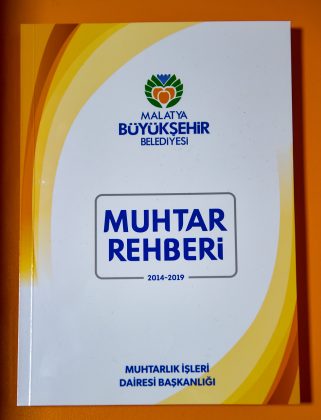 MALATYA
BÜYÜKŞEHİR
BELEDİYESİ
MUHTAR
REHBERİ
2014-2019
MUHTARLIK İŞLERİ
DAİRESİ BAŞKANLIĞI